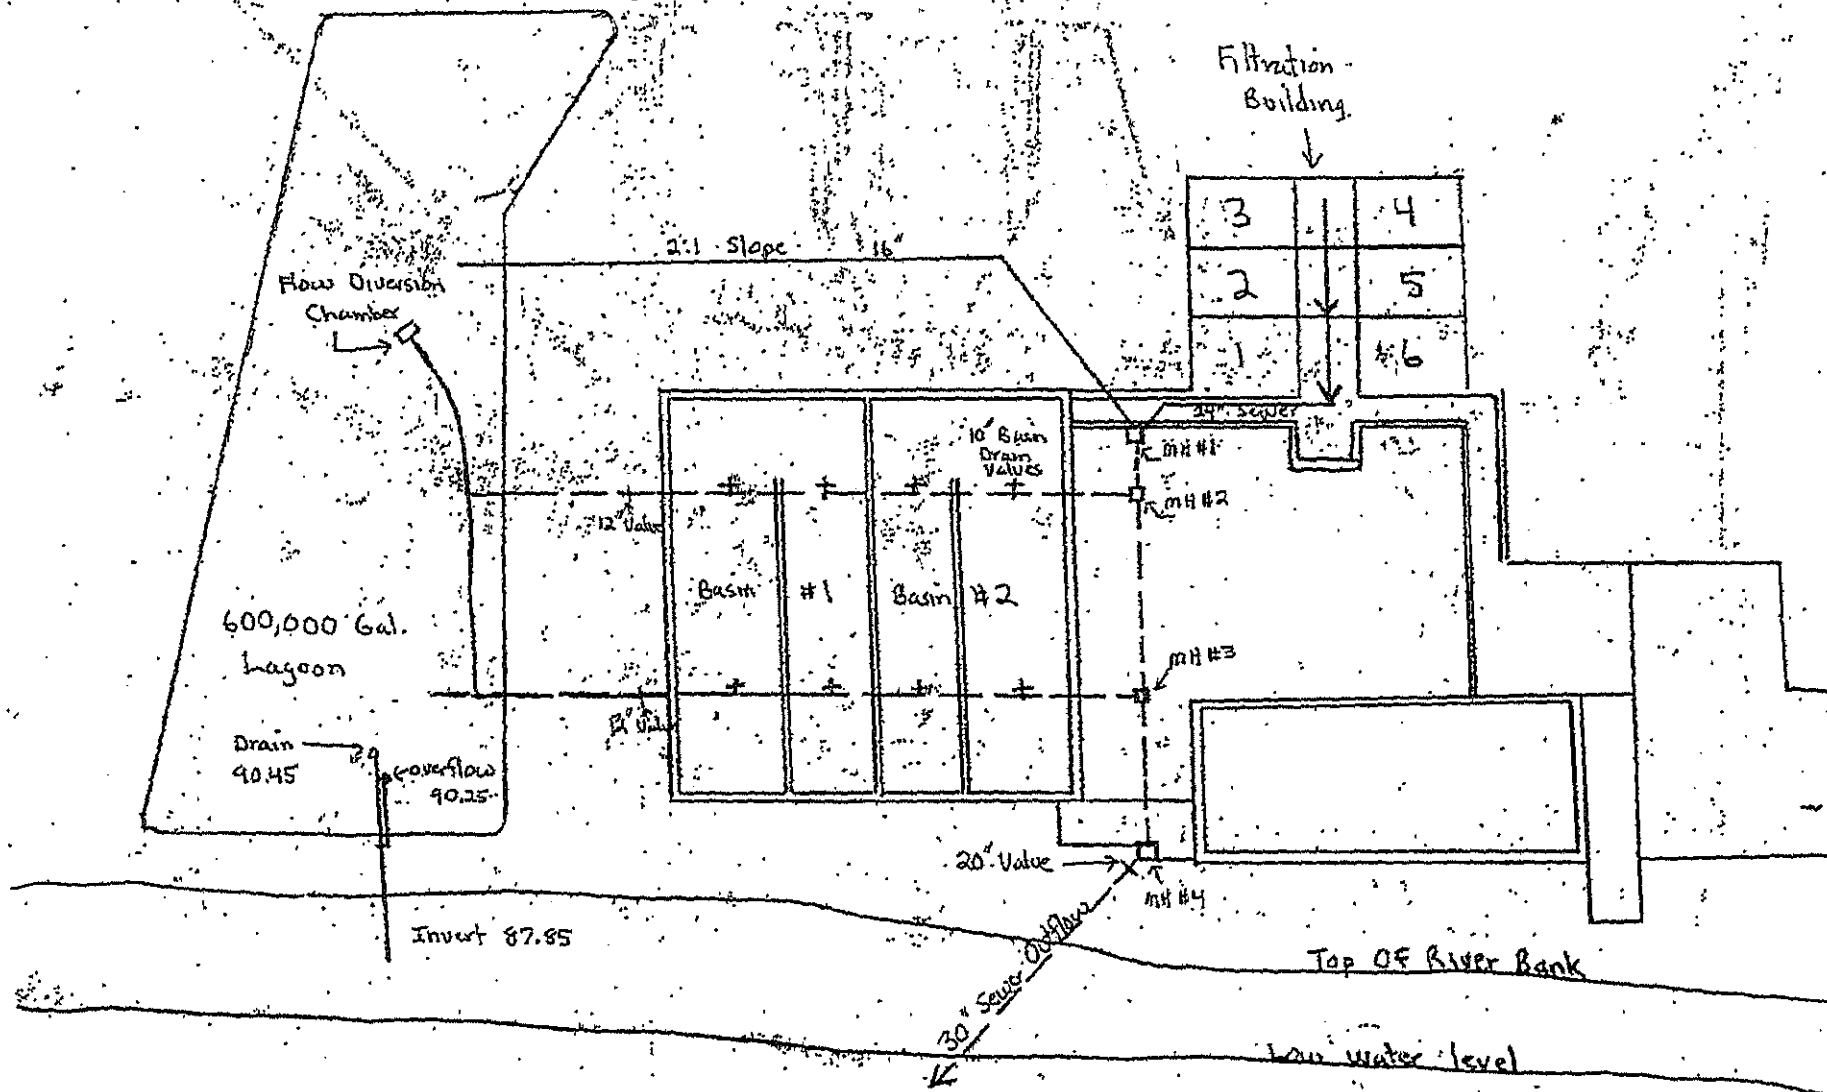 Filtration
Building
3
4
2
5
1
6
2:1 Slope
16"
Flow Diversion
Chamber
24" Sewer
MH #1
10" Basin
Drain
Valves
MH #2
12" Valve
Basin #1
Basin #2
600,000 Gal.
Lagoon
MH #3
12" Valve
Drain
90.45
overflow
90.25
20" Valve
MH #4
Invert 87.85
30" Sewer Outflow
Top OF River Bank
Low water level